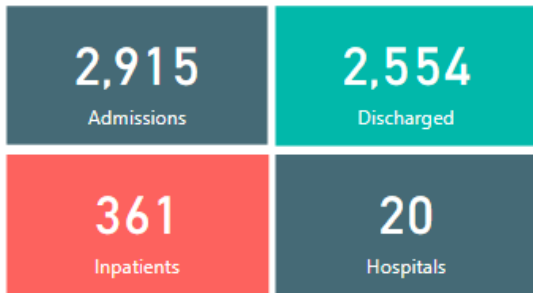 2,915
Admissions
2,554
Discharged
361
Inpatients
20
Hospitals